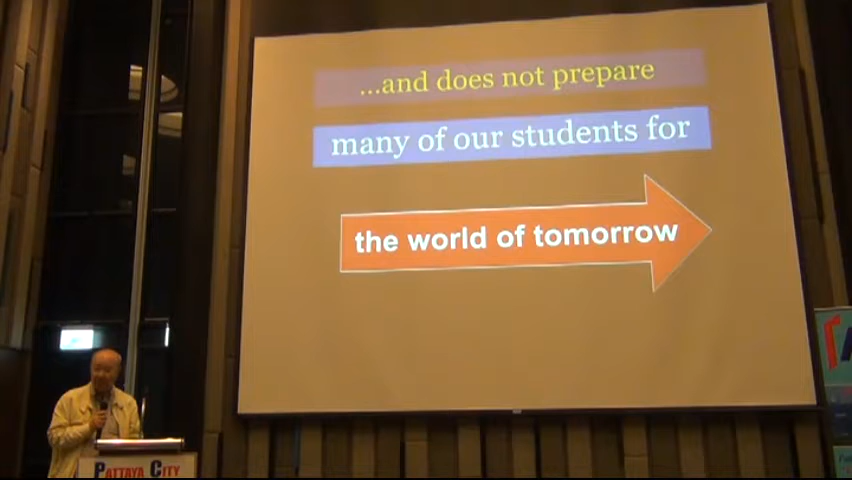 ...and does not prepare
many of our students for
the world of tomorrow
PATTAYA CITY